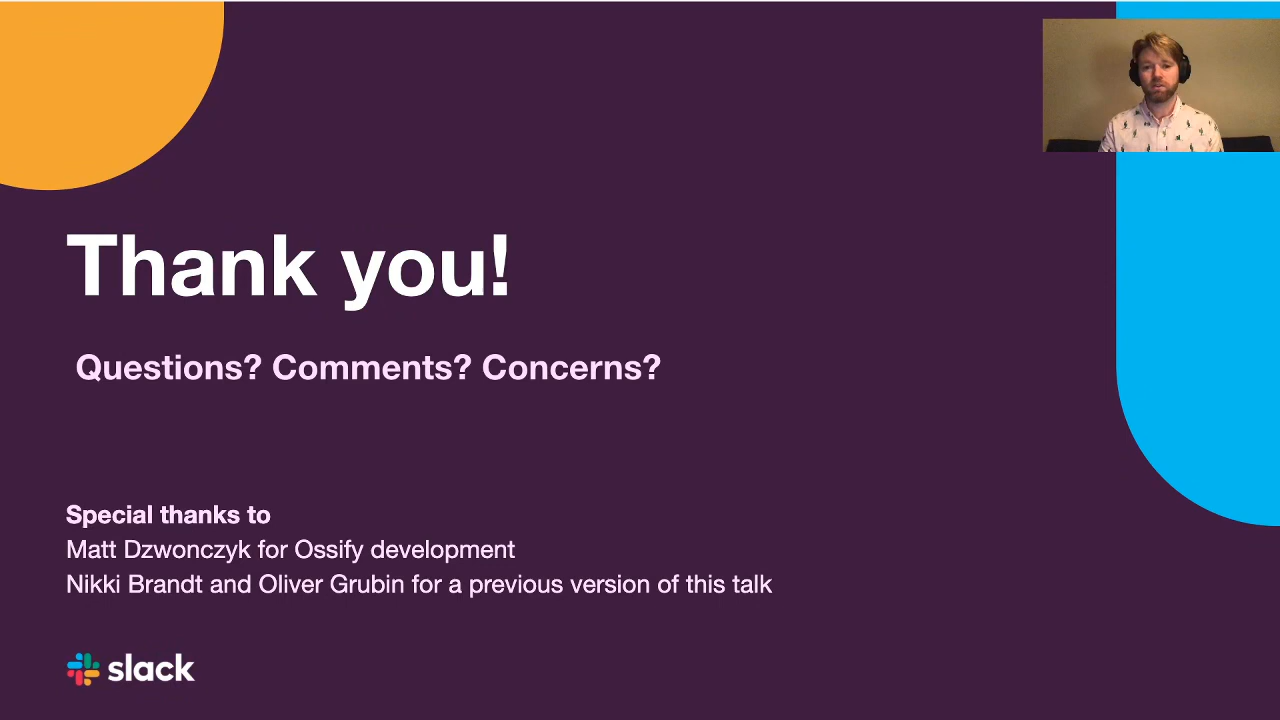 Thank you!
Questions? Comments? Concerns?
Special thanks to
Matt Dzwonczyk for Ossify development
Nikki Brandt and Oliver Grubin for a previous version of this talk
slack